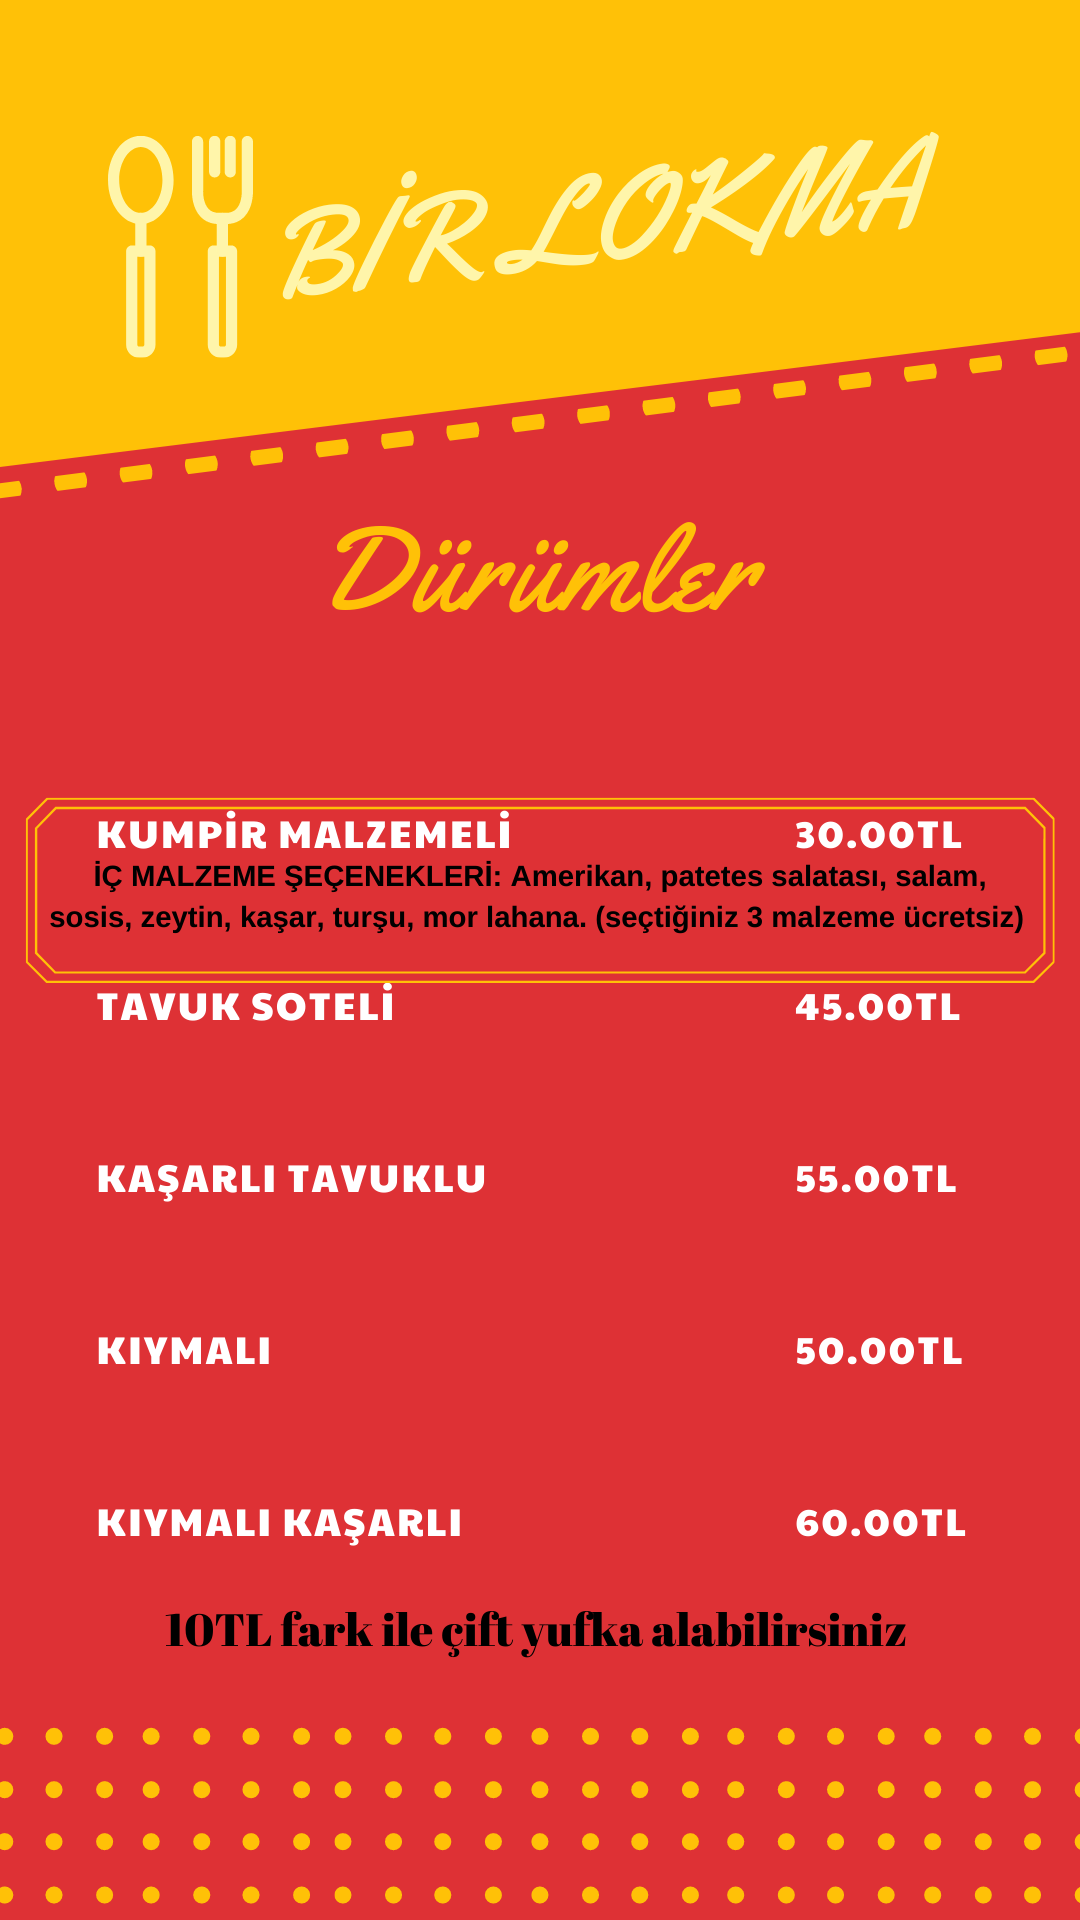 BİR LOKMA
Dürümler
KUMPİR MALZEMELİ 30.00TL
İÇ MALZEME ŞEÇENEKLERİ: Amerikan, patetes salatası, salam,
sosis, zeytin, kaşar, turşu, mor lahana. (seçtiğiniz 3 malzeme ücretsiz)
TAVUK SOTELİ 45.00TL
KAŞARLI TAVUKLU 55.00TL
KIYMALI 50.00TL
KIYMALI KAŞARLI 60.00TL
10TL fark ile çift yufka alabilirsiniz